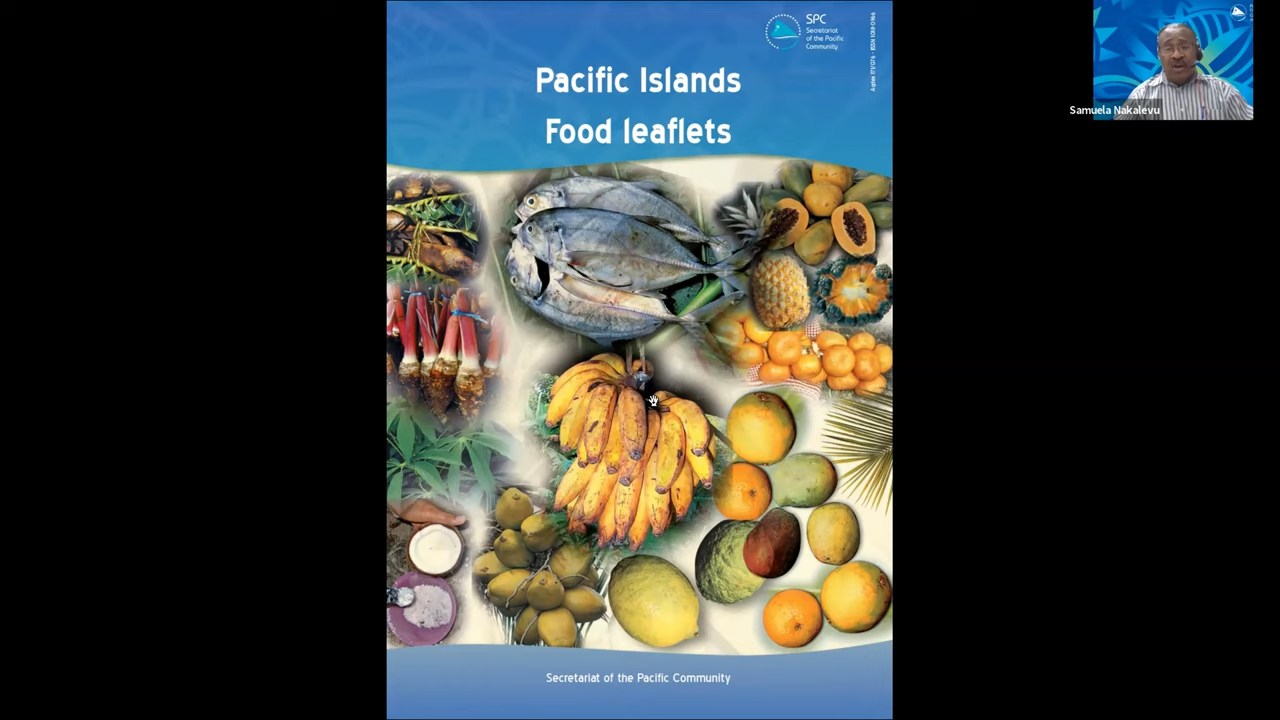 SPC
Secretariat
of the Pacific
Community
Pacific Islands
Food leaflets
Samuela Nakalevu
Secretariat of the Pacific Community